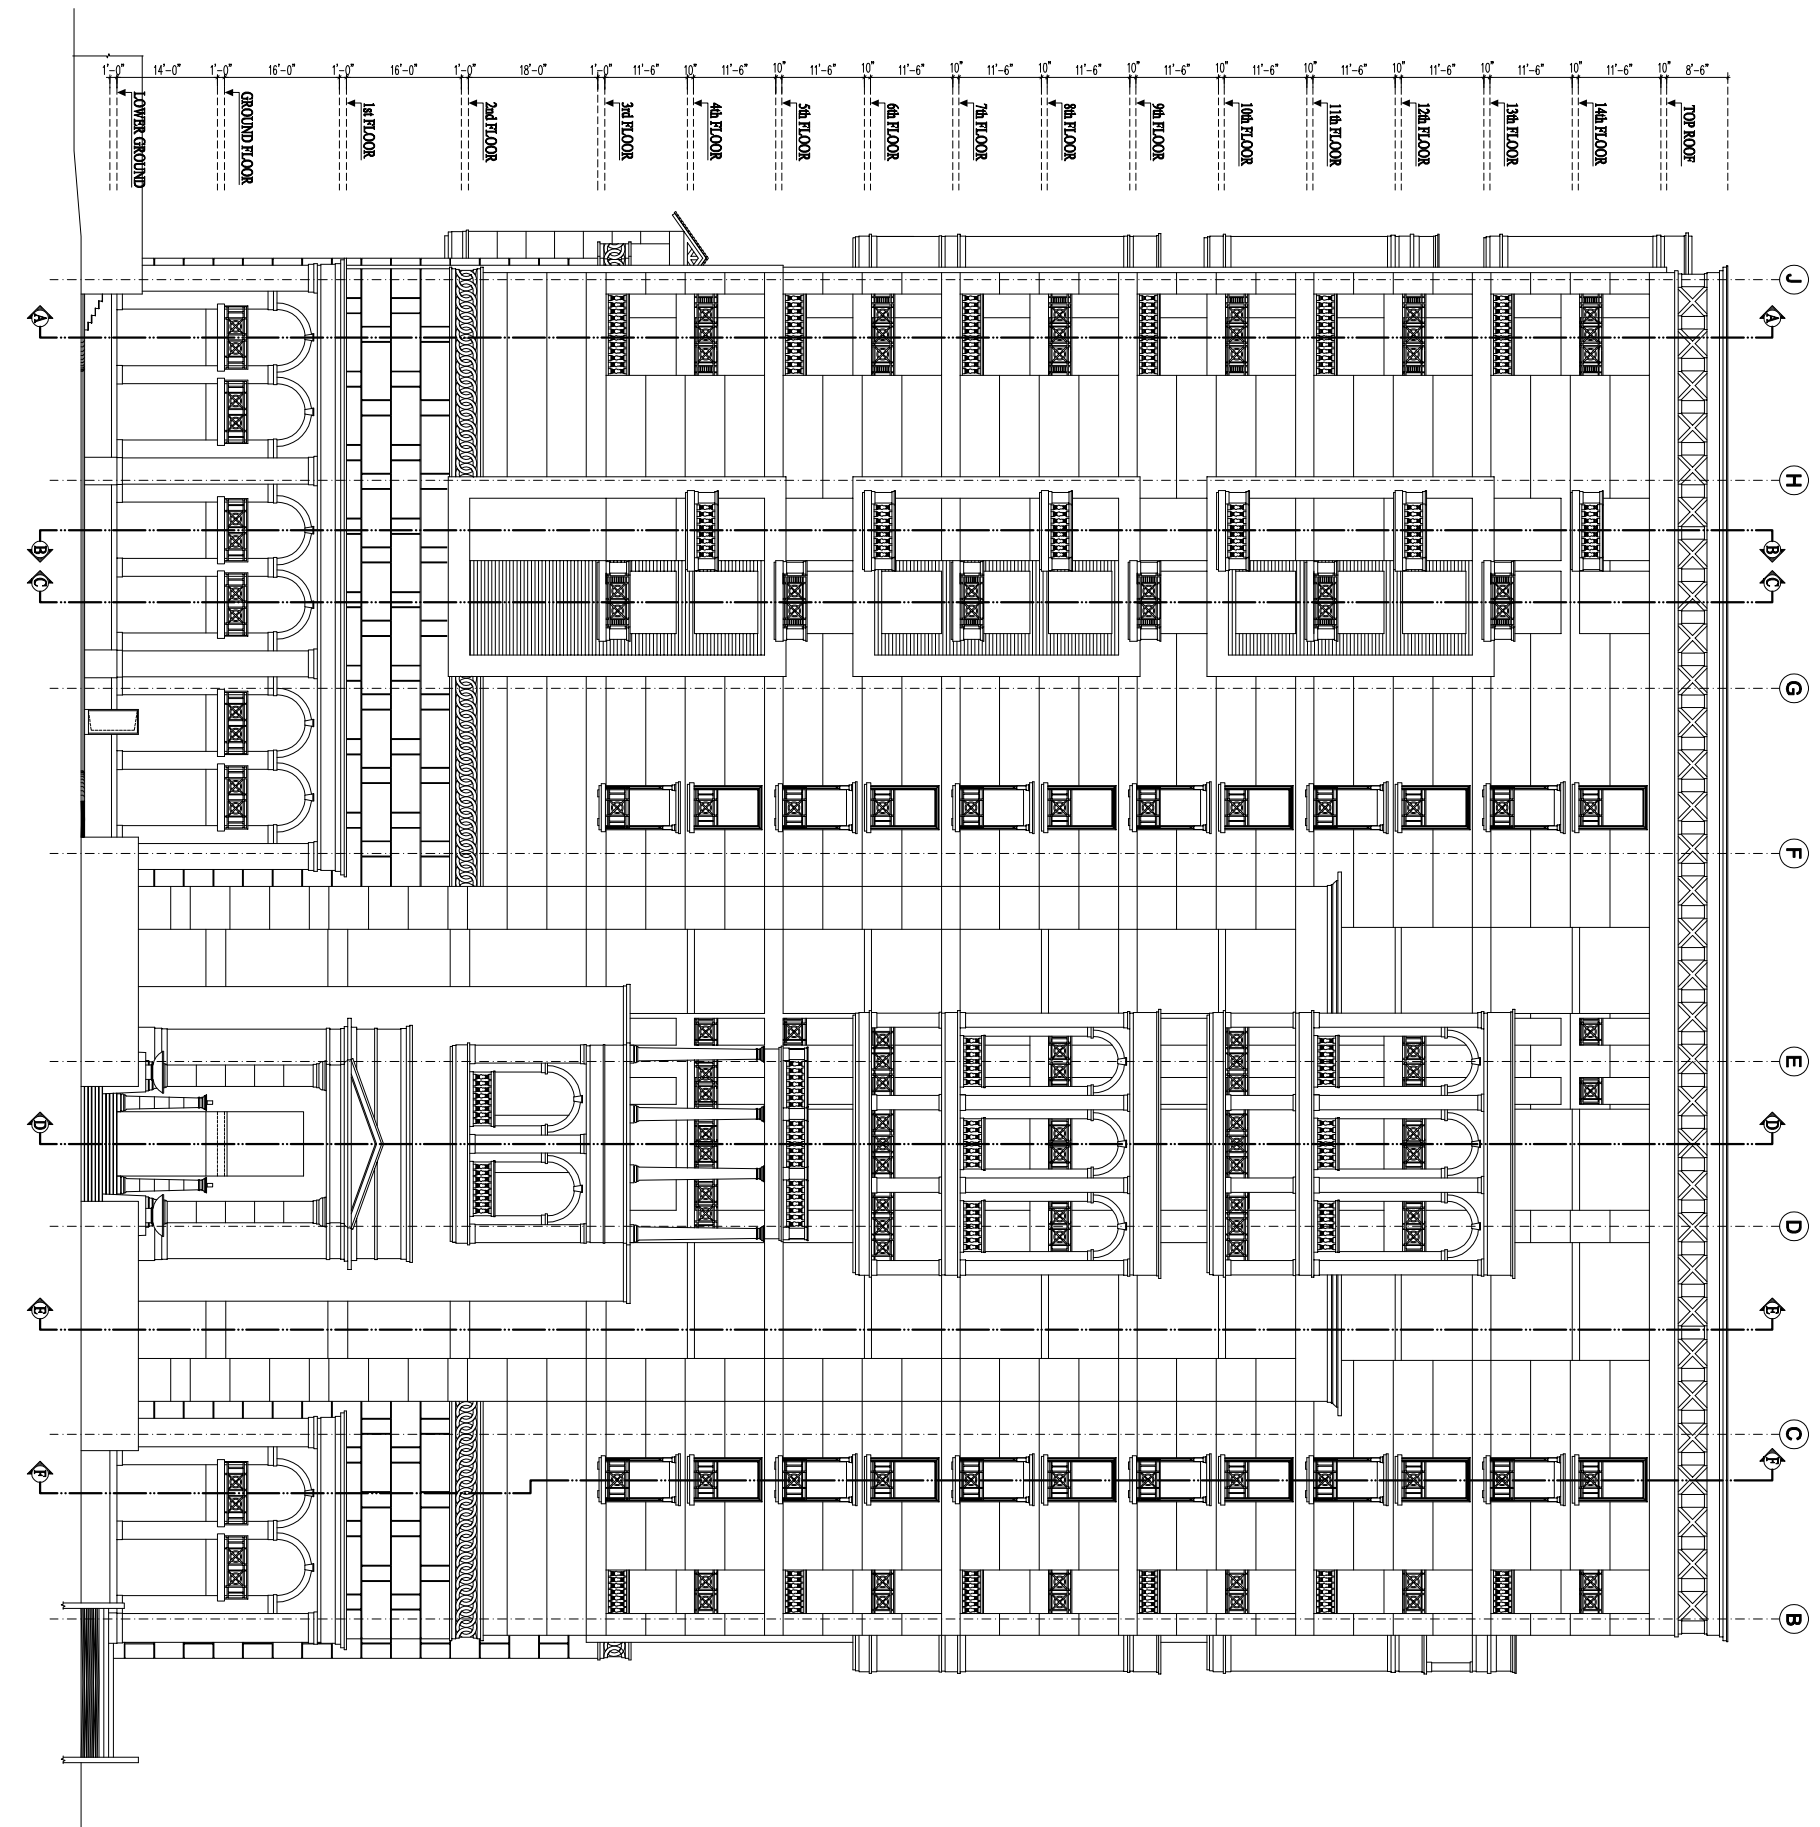 1'-0"
14'-0"
1'-0"
16'-0"
1'-0"
16'-0"
1'-0"
18'-0"
1'-0"
11'-6"
10"
11'-6"
10"
11'-6"
10"
11'-6"
10"
11'-6"
10"
11'-6"
10"
11'-6"
10"
11'-6"
10"
11'-6"
10"
11'-6"
10"
11'-6"
10"
11'-6"
10"
8'-6"
LOWER GROUND
GROUND FLOOR
1st FLOOR
2nd FLOOR
3rd FLOOR
4th FLOOR
5th FLOOR
6th FLOOR
7th FLOOR
8th FLOOR
9th FLOOR
10th FLOOR
11th FLOOR
12th FLOOR
13th FLOOR
14th FLOOR
TOP ROOF
J
A
A
H
B
B
C
C
G
F
E
D
D
D
E
E
C
F
F
B